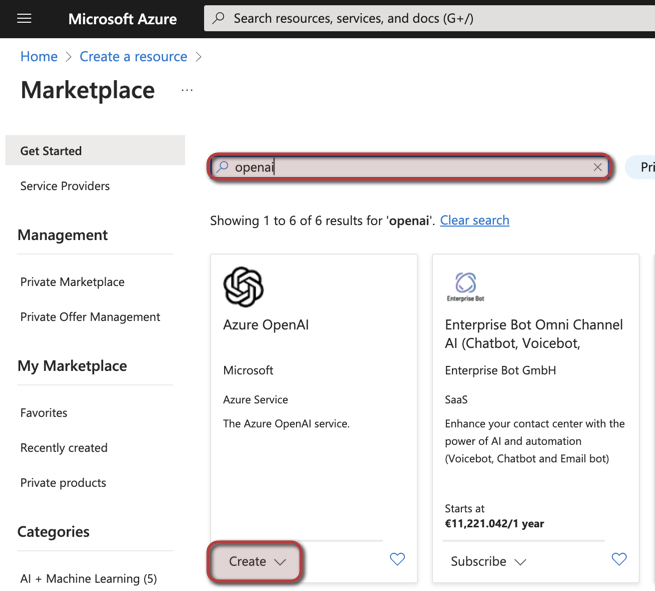 Microsoft Azure
Search resources, services, and docs (G+/)
Home > Create a resource >
Marketplace ...
Get Started
Service Providers
Management
Private Marketplace
Private Offer Management
My Marketplace
Favorites
Recently created
Private products
Categories
AI + Machine Learning (5)
openai
Pri
Showing 1 to 6 of 6 results for 'openai'. Clear search
Azure OpenAI
Microsoft
Azure Service
The Azure OpenAI service.
Create
Enterprise Bot
Enterprise Bot Omni Channel
AI (Chatbot, Voicebot,
Enterprise Bot GmbH
SaaS
Enhance your contact center with the
power of AI and automation
(Voicebot, Chatbot and Email bot)
Starts at
€11,221.042/1 year
Subscribe